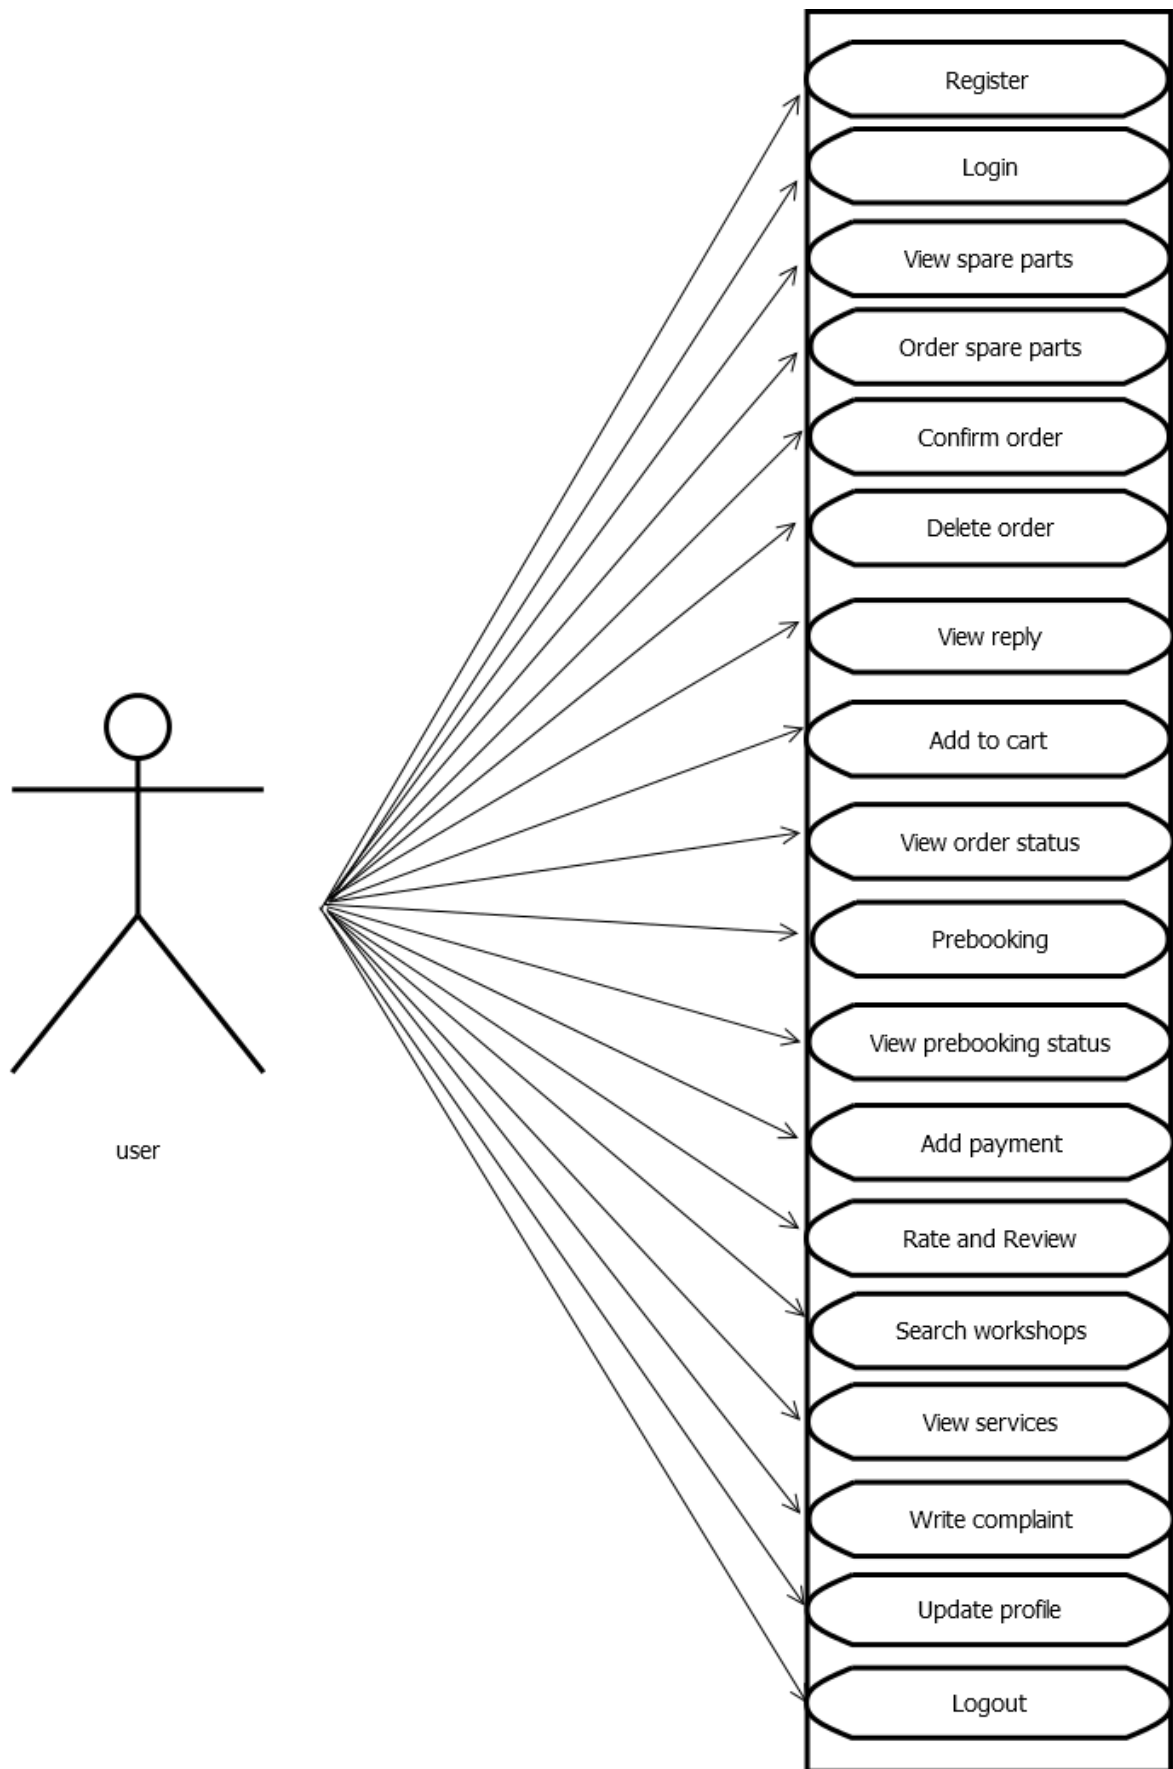 Register
Login
View spare parts
Order spare parts
Confirm order
Delete order
View reply
Add to cart
View order status
Prebooking
View prebooking status
Add payment
Rate and Review
Search workshops
View services
Write complaint
Update profile
Logout
user